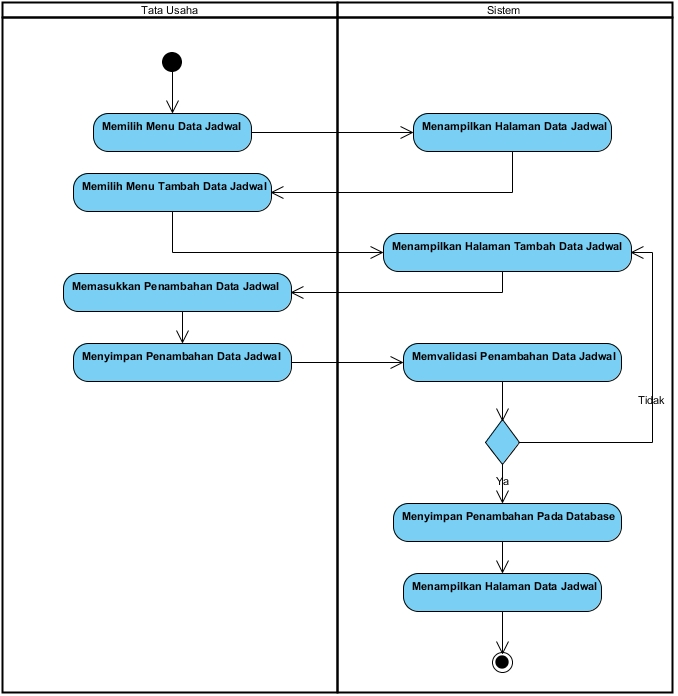 Tata Usaha
Sistem
Memilih Menu Data Jadwal
Menampilkan Halaman Data Jadwal
Memilih Menu Tambah Data Jadwal
Menampilkan Halaman Tambah Data Jadwal
Memasukkan Penambahan Data Jadwal
Menyimpan Penambahan Data Jadwal
Memvalidasi Penambahan Data Jadwal
Tidak
Ya
Menyimpan Penambahan Pada Database
Menampilkan Halaman Data Jadwal